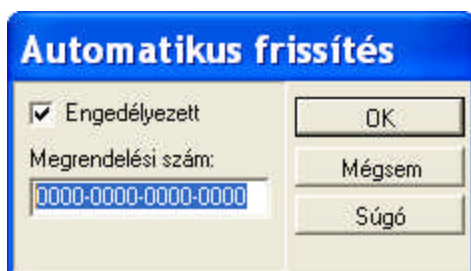 Automatikus frissítés
Engedélyezett
OK
Megrendelési szám:
Mégsem
0000-0000-0000-0000
Súgó